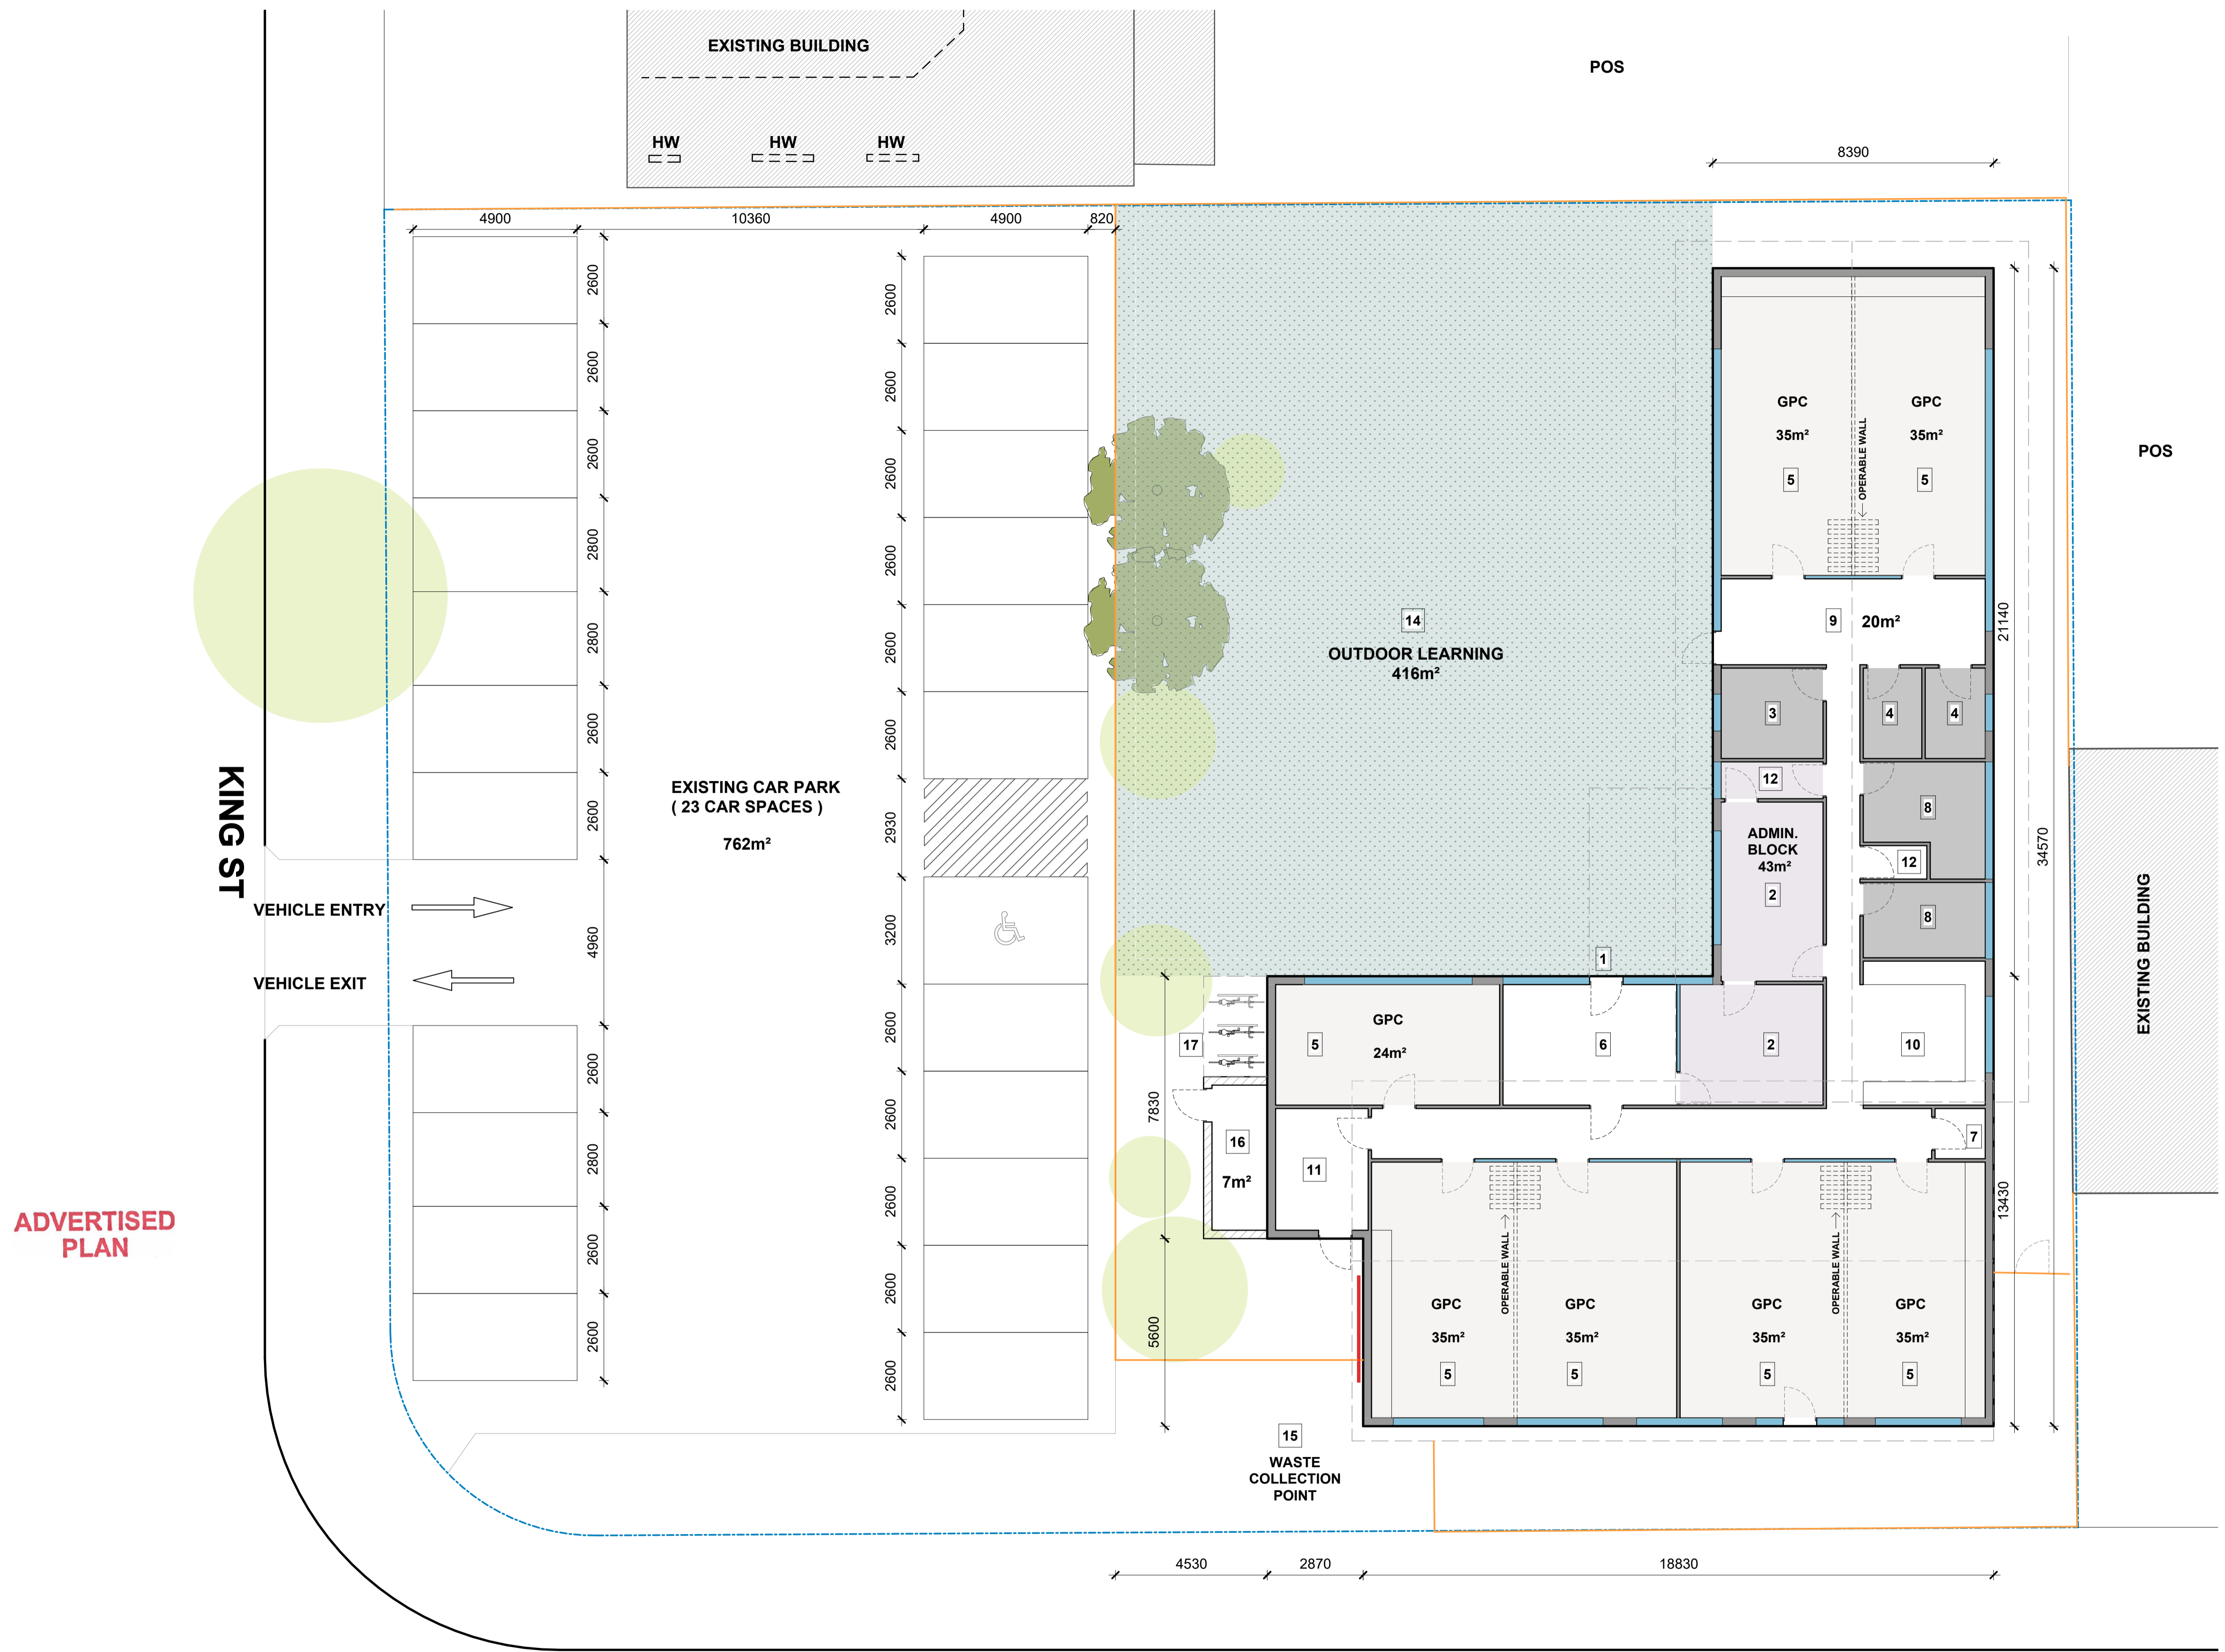 EXISTING BUILDING
POS
HW
HW
HW
8390
4900
10360
4900
820
2600
2600
2600
2800
2800
2600
2600
4960
2600
2800
2600
2600
2600
2600
2600
2600
2600
2600
2930
3200
2600
2600
2600
2600
2600
GPC
35m²
5
OPERABLE WALL
GPC
35m²
5
POS
14
OUTDOOR LEARNING
416m²
9
20m²
21140
3
4
4
12
8
ADMIN.
BLOCK
43m²
2
12
8
34570
KING ST
EXISTING CAR PARK
( 23 CAR SPACES )
762m²
VEHICLE ENTRY
VEHICLE EXIT
EXISTING BUILDING
1
17
5
GPC
24m²
6
2
10
7830
16
7m²
11
7
13430
ADVERTISED
PLAN
5600
GPC
35m²
5
OPERABLE WALL
GPC
35m²
5
GPC
35m²
5
OPERABLE WALL
GPC
35m²
5
15
WASTE
COLLECTION
POINT
4530
2870
18830